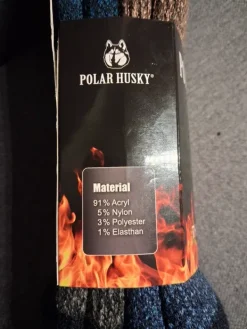 POLAR HUSKY®
Material
91% Acryl
5% Nylon
3% Polyester
1% Elasthan